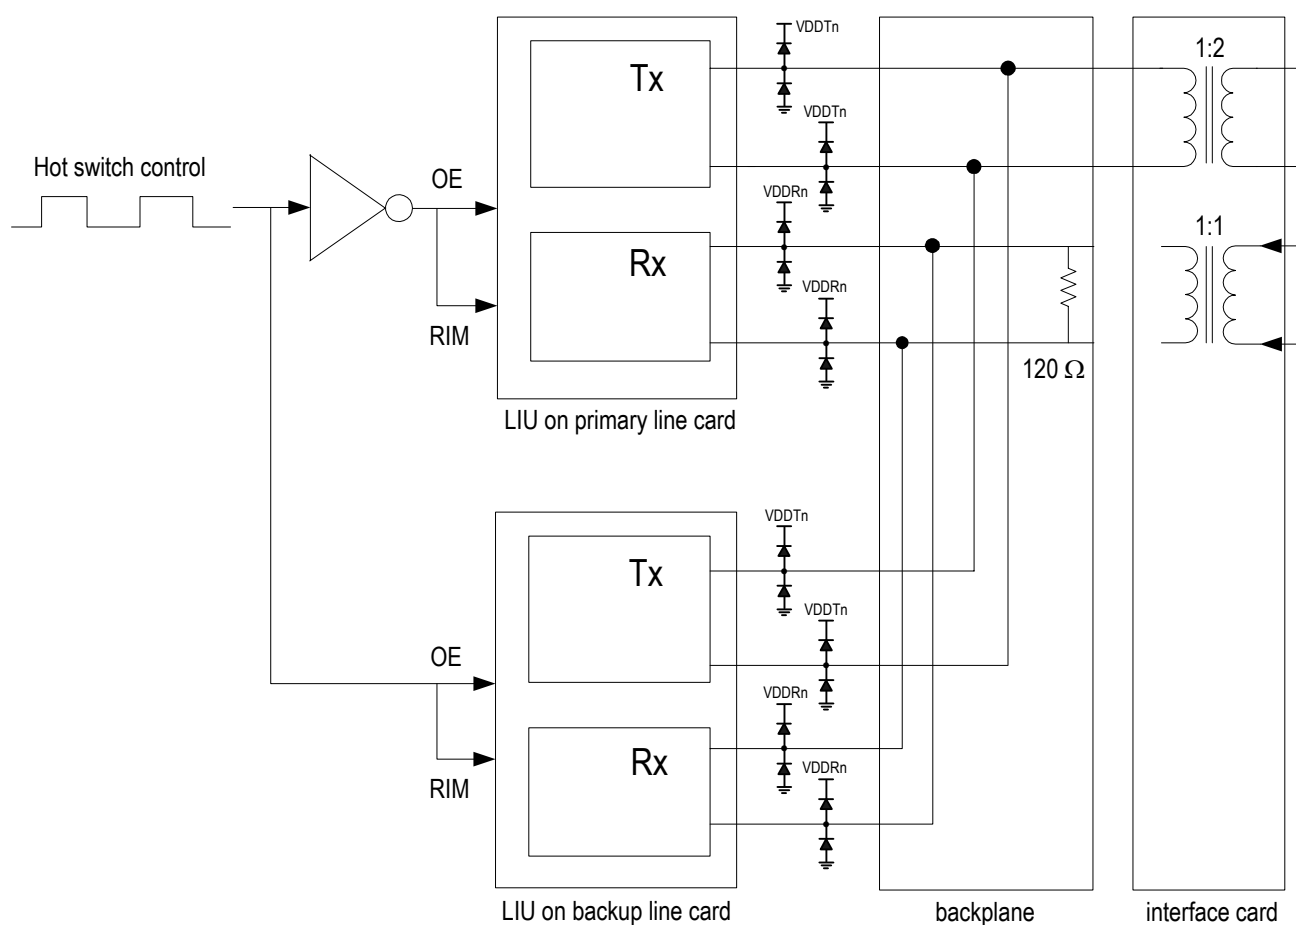 VDDTn
1:2
Tx
VDDTn
Hot switch control
OE
VDDRn
1:1
Rx
VDDRn
RIM
120 Ω
LIU on primary line card
VDDTn
Tx
VDDTn
OE
VDDRn
Rx
VDDRn
RIM
LIU on backup line card
backplane
interface card